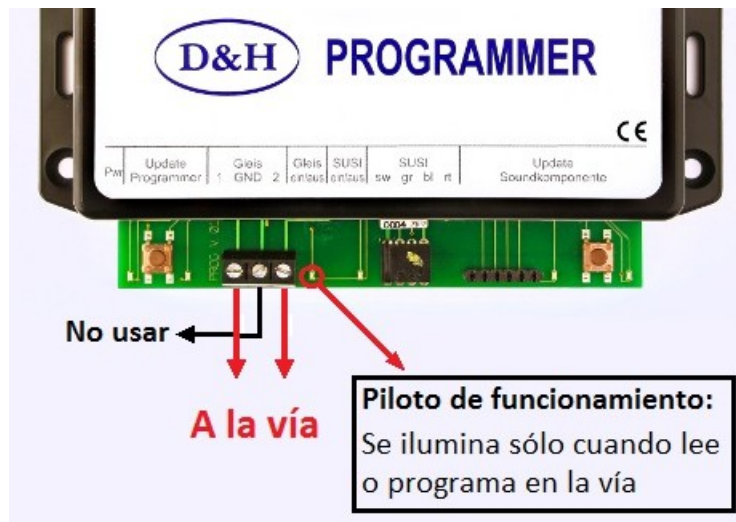 D&H PROGRAMMER
CE
Pwr Update Gleis Gleis SUSI SUSI Update
Programmer 1 GND 2 ein/aus ein/aus sw gr bl rt Soundkomponente
0004
PROG V
No usar
A la vía
Piloto de funcionamiento:
Se ilumina sólo cuando lee
o programa en la vía